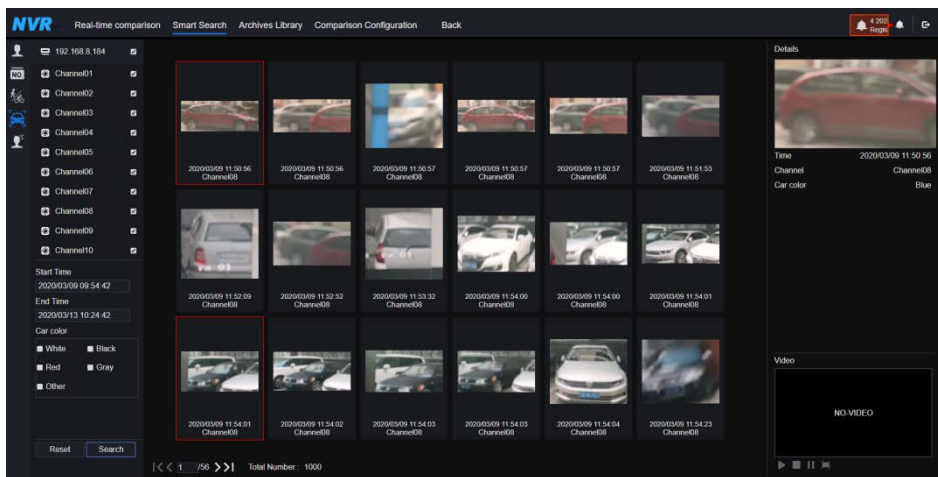 NVR Real-time comparison Smart Search Archives Library Comparison Configuration Back
4 202
Regis
192.168.8.184
Channel01
NO.
Channel02
Channel03
Channel04
°C
Channel05
Channel06
Channel07
Channel08
Channel09
Channel10
Start Time
2020/03/09 09:54:42
End Time
2020/03/13 10:24:42
Car color
White Black
Red Gray
Other
Reset Search
2020/03/09 11:50:56
Channel08
2020/03/09 11:50:56
Channel08
2020/03/09 11:50:57
Channel08
2020/03/09 11:50:57
Channel08
2020/03/09 11:50:57
Channel08
2020/03/09 11:51:53
Channel08
2020/03/09 11:52:09
Channel08
2020/03/09 11:52:52
Channel08
2020/03/09 11:53:32
Channel08
2020/03/09 11:54:00
Channel08
2020/03/09 11:54:00
Channel08
2020/03/09 11:54:01
Channel08
2020/03/09 11:54:01
Channel08
2020/03/09 11:54:02
Channel08
2020/03/09 11:54:03
Channel08
2020/03/09 11:54:03
Channel08
2020/03/09 11:54:04
Channel08
2020/03/09 11:54:23
Channel08
1 /56 Total Number : 1000
Details
Time 2020/03/09 11:50:56
Channel Channel08
Car color Blue
Video
NO-VIDEO